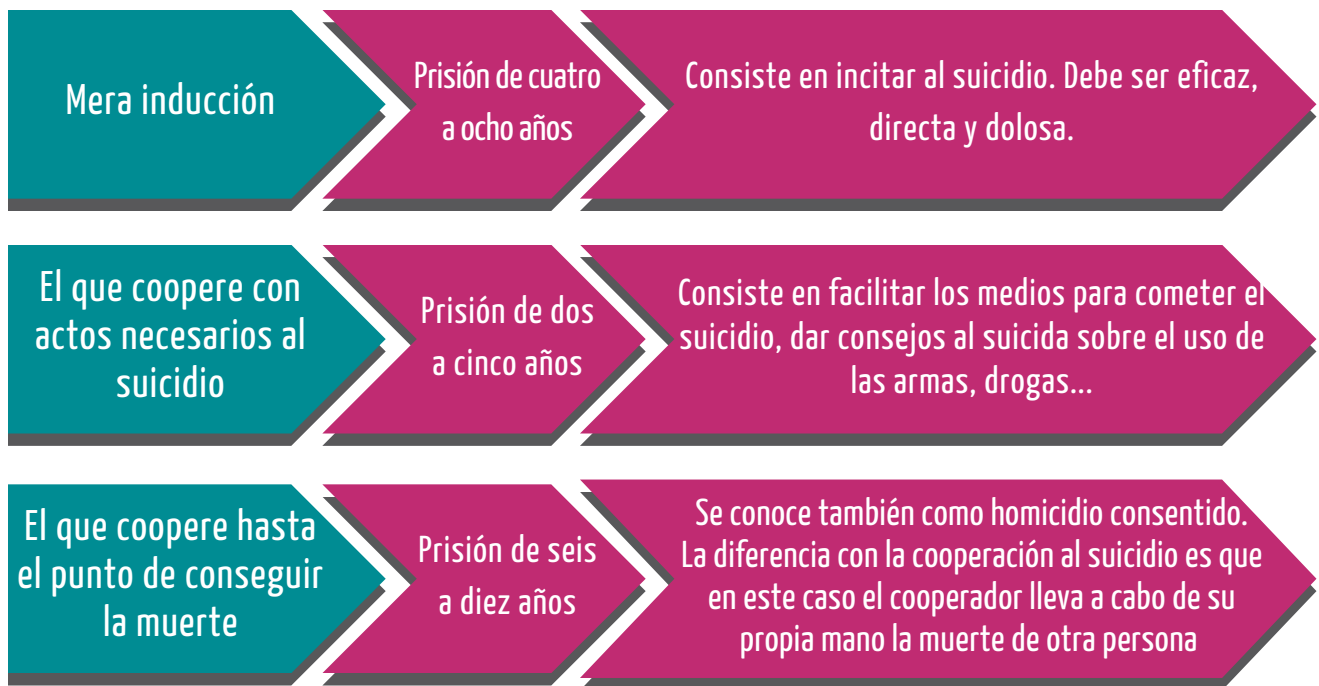 Mera inducción
Prisión de cuatro
a ocho años
Consiste en incitar al suicidio. Debe ser eficaz,
directa y dolosa.
El que coopere con
actos necesarios al
suicidio
Prisión de dos
a cinco años
Consiste en facilitar los medios para cometer el
suicidio, dar consejos al suicida sobre el uso de
las armas, drogas...
El que coopere hasta
el punto de conseguir
la muerte
Prisión de seis
a diez años
Se conoce también como homicidio consentido.
La diferencia con la cooperación al suicidio es que
en este caso el cooperador lleva a cabo de su
propia mano la muerte de otra persona